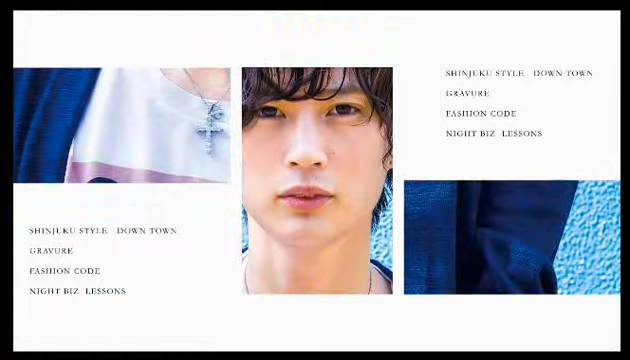 SHINJUKU STYLE DOWN TOWN
GRAVURE
FASHION CODE
NIGHT BIZ LESSONS
SHINJUKU STYLE DOWN TOWN
GRAVURE
FASHION CODE
NIGHT BIZ LESSONS